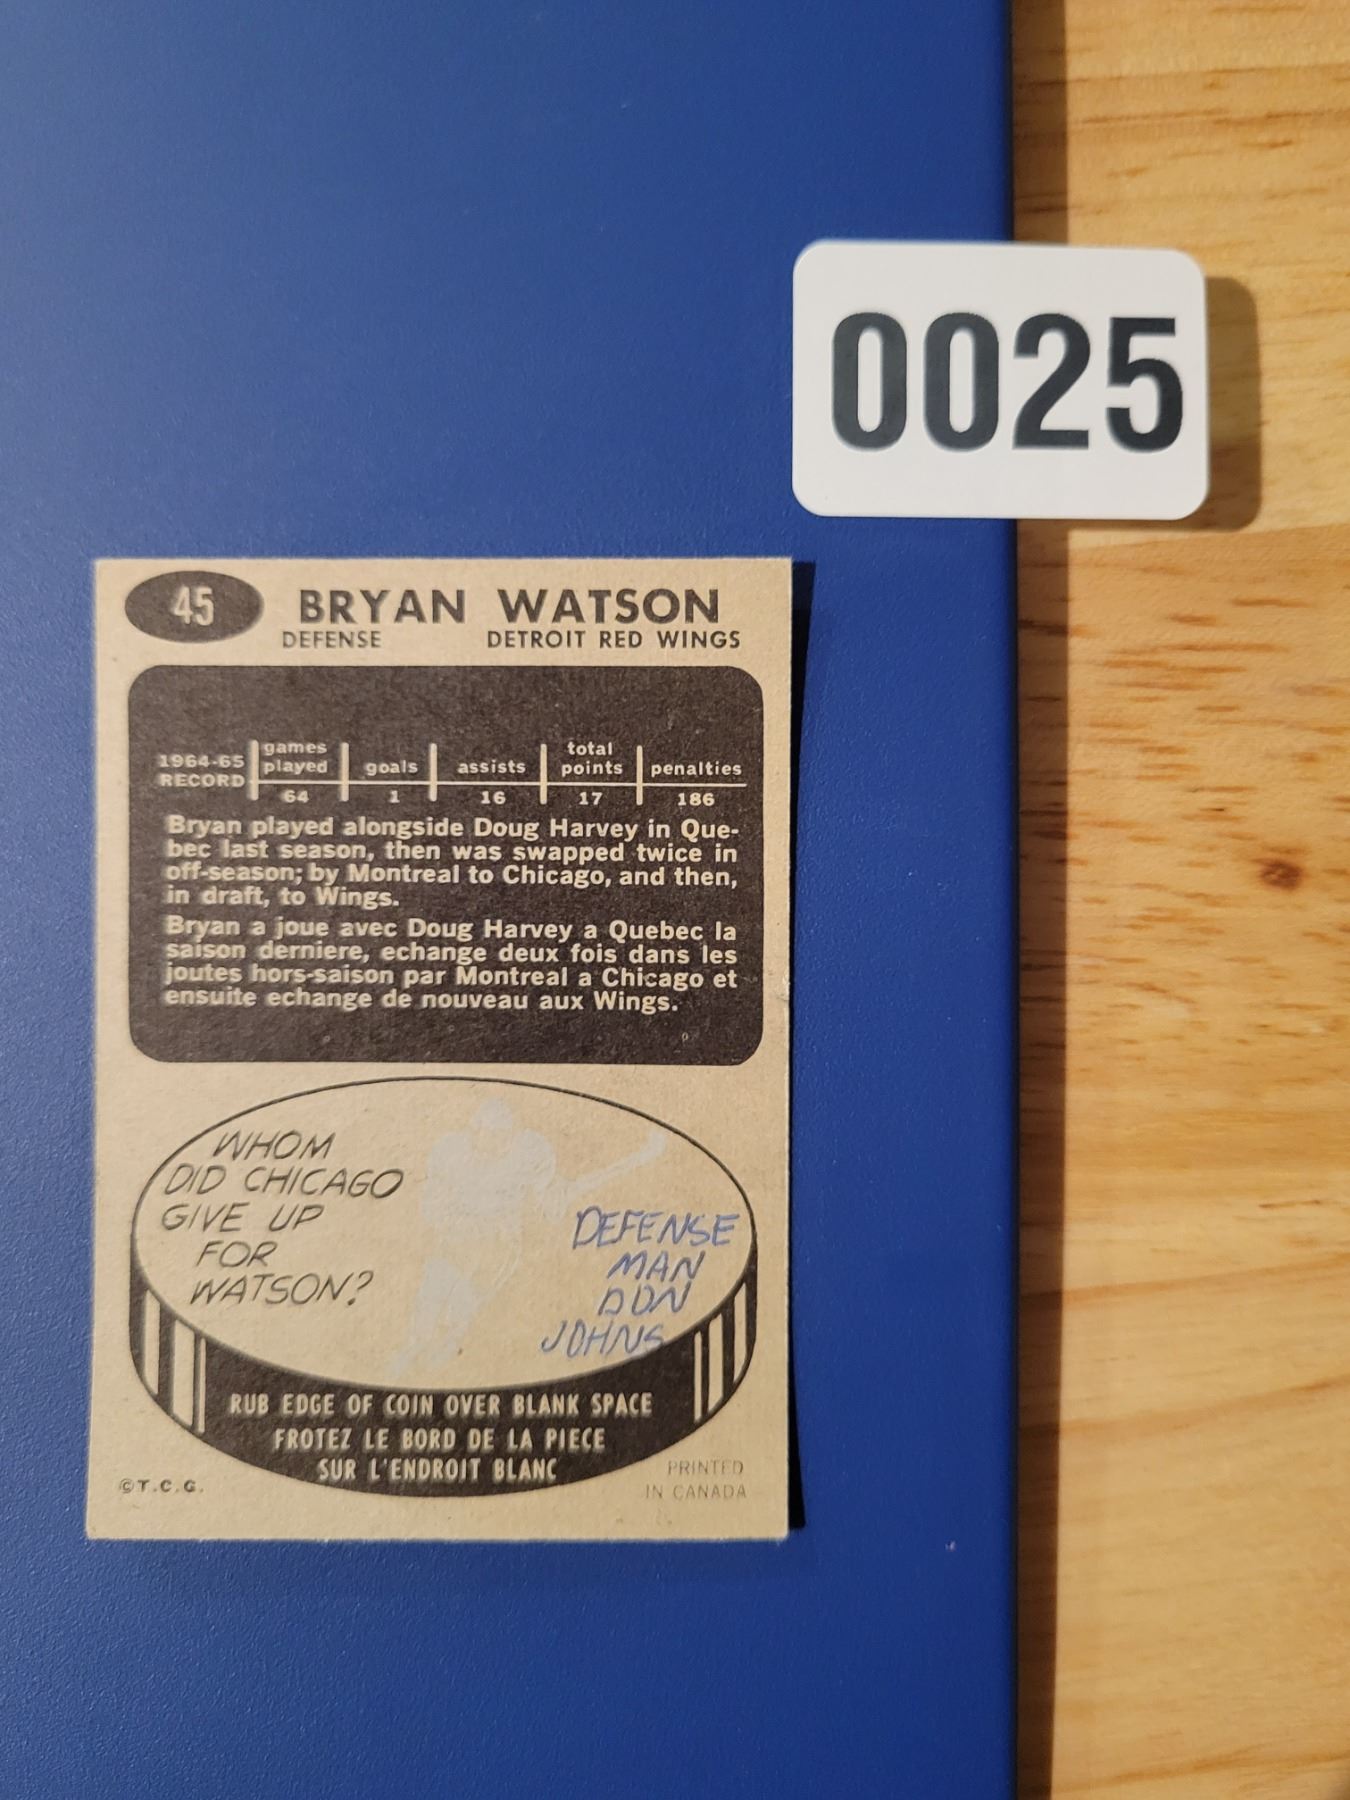 0025
45 BRYAN WATSON
DEFENSE DETROIT RED WINGS
1964-65 RECORD games played goals assists total points penalties
64 1 16 17 186
Bryan played alongside Doug Harvey in Que-
bec last season, then was swapped twice in
off-season; by Montreal to Chicago, and then,
in draft, to Wings.
Bryan a joue avec Doug Harvey a Quebec la
saison derniere, echange deux fois dans les
joutes hors-saison par Montreal a Chicago et
ensuite echange de nouveau aux Wings.
WHOM
DID CHICAGO
GIVE UP
FOR
WATSON?
DEFENSE
MAN
DON
JOHNS
RUB EDGE OF COIN OVER BLANK SPACE
FROTEZ LE BORD DE LA PIECE
SUR L'ENDROIT BLANC
©T.C.G.
PRINTED
IN CANADA